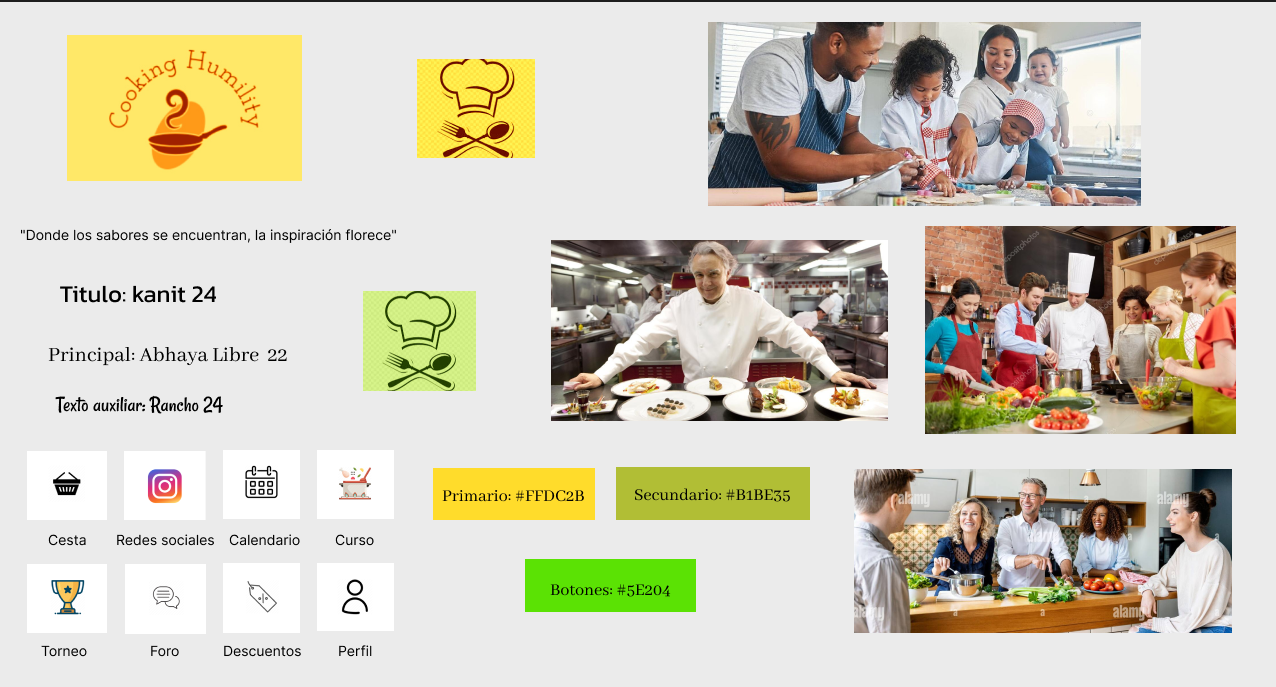 Cooking Humility
"Donde los sabores se encuentran, la inspiración florece"
Titulo: kanit 24
Principal: Abhaya Libre 22
Texto auxiliar: Rancho 24
Cesta
Redes sociales
Calendario
Curso
Torneo
Foro
Descuentos
Perfil
Primario: #FFDC2B
Secundario: #B1BE35
Botones: #5E204
depositphotos
alamy
alamy
alamy
alamy
a
a